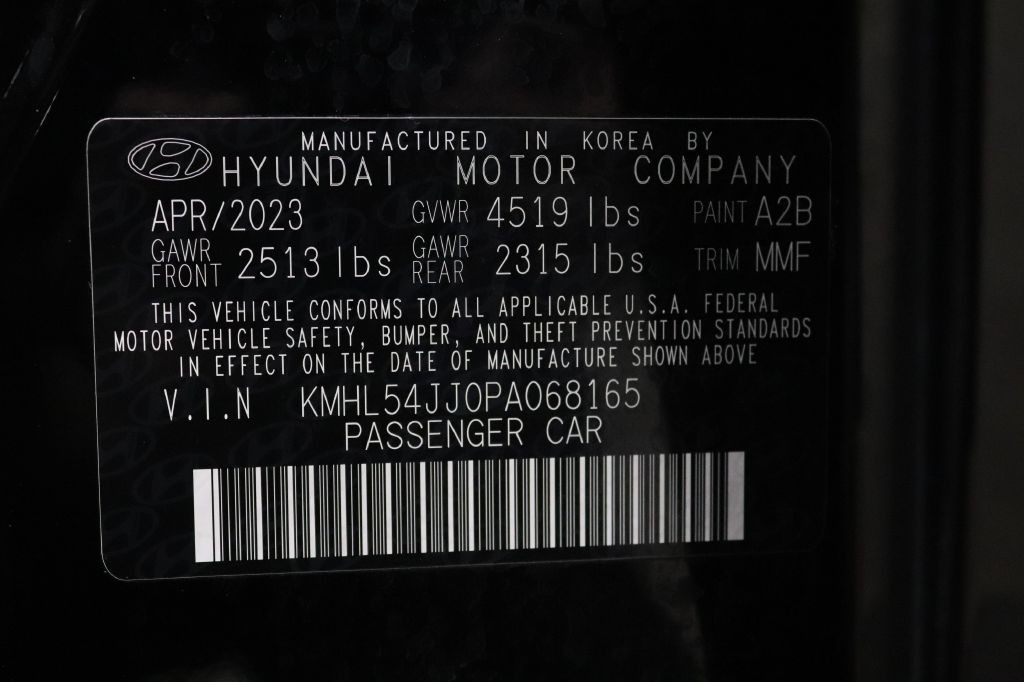 MANUFACTURED IN KOREA BY
HYUNDAI MOTOR COMPANY
APR/2023 GVWR 4519 lbs PAINT A2B
GAWR FRONT 2513 lbs GAWR REAR 2315 lbs TRIM MMF
THIS VEHICLE CONFORMS TO ALL APPLICABLE U.S.A. FEDERAL
MOTOR VEHICLE SAFETY, BUMPER, AND THEFT PREVENTION STANDARDS
IN EFFECT ON THE DATE OF MANUFACTURE SHOWN ABOVE
V.I.N KMHL54JJ0PA068165
PASSENGER CAR